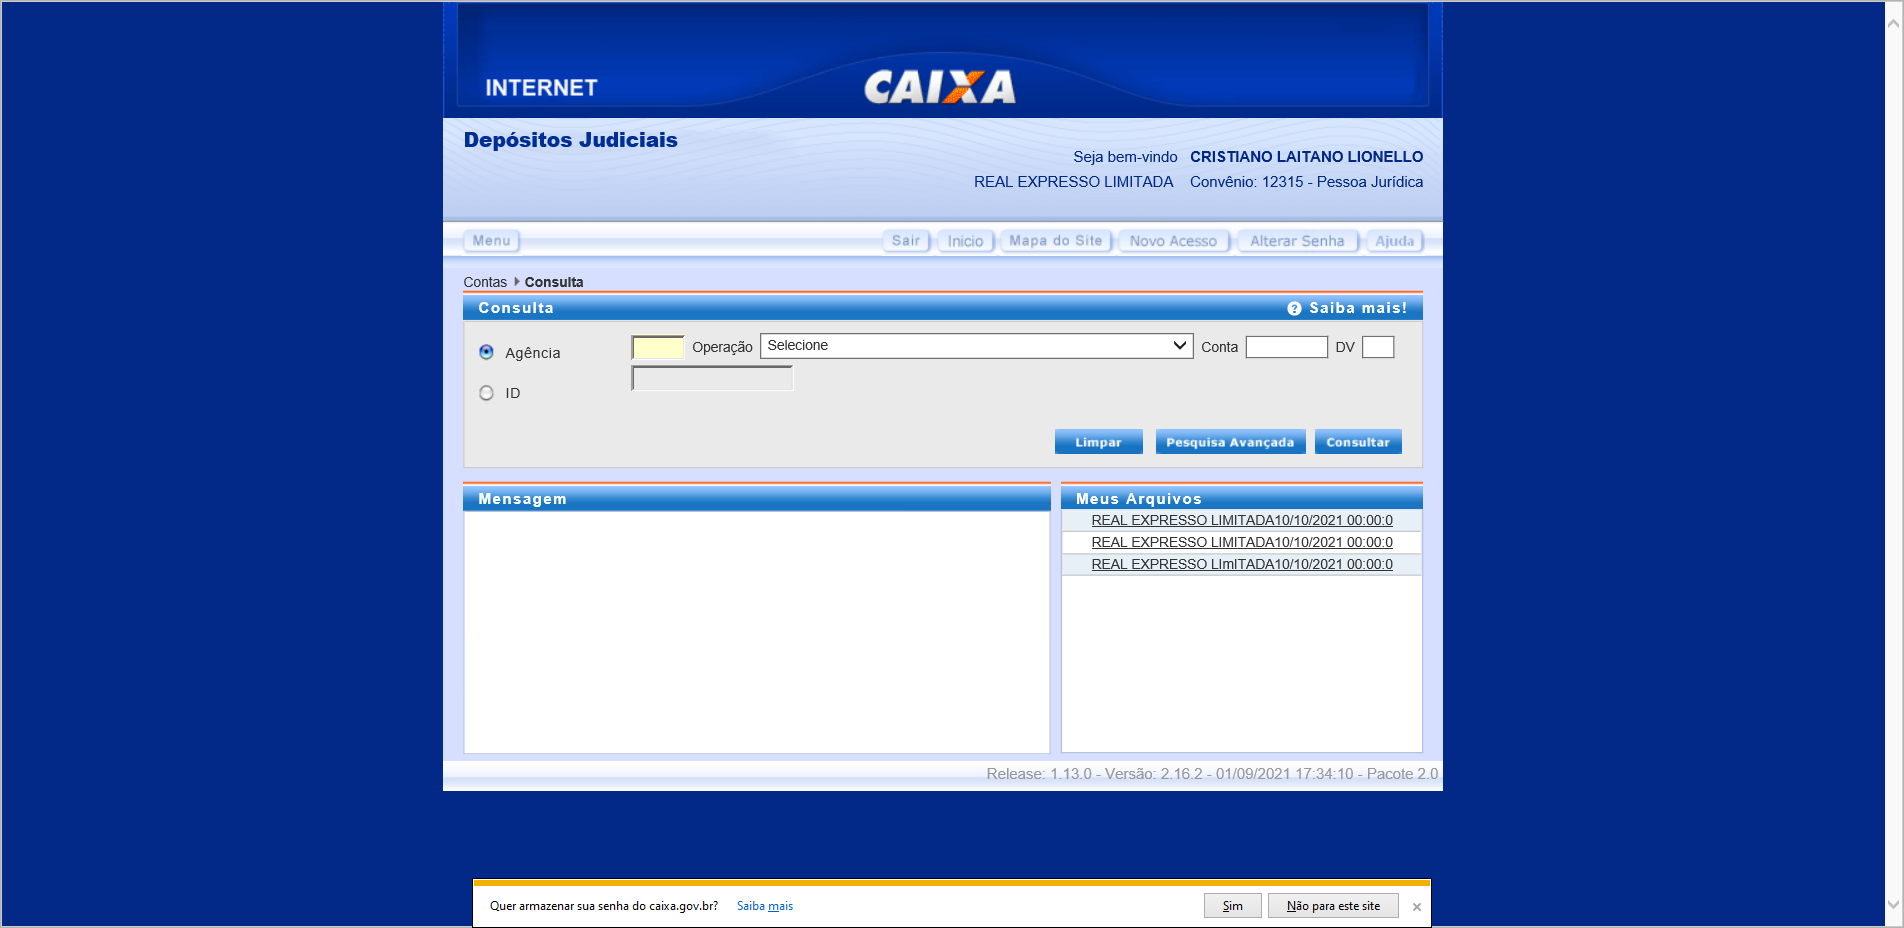 INTERNET
CAIXA
Depósitos Judiciais
Seja bem-vindo CRISTIANO LAITANO LIONELLO
REAL EXPRESSO LIMITADA Convênio: 12315 - Pessoa Jurídica
Menu Sair Inicio Mapa do Site Novo Acesso Alterar Senha Ajuda
Contas Consulta
Consulta ? Saiba mais!
Agência Operação Selecione Conta DV
ID
Limpar Pesquisa Avançada Consultar
Mensagem
Meus Arquivos
REAL EXPRESSO LIMITADA10/10/2021 00:00:0
REAL EXPRESSO LIMITADA10/10/2021 00:00:0
REAL EXPRESSO LImITADA10/10/2021 00:00:0
Release: 1.13.0 - Versão: 2.16.2 - 01/09/2021 17:34:10 - Pacote 2.0
Quer armazenar sua senha do caixa.gov.br? Saiba mais Sim Não para este site ×